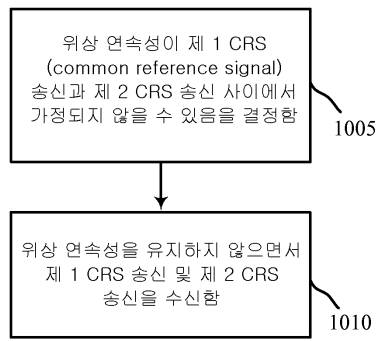 위상 연속성이 제 1 CRS
(common reference signal)
송신과 제 2 CRS 송신 사이에서
가정되지 않을 수 있음을 결정함
1005
위상 연속성을 유지하지 않으면서
제 1 CRS 송신 및 제 2 CRS
송신을 수신함
1010